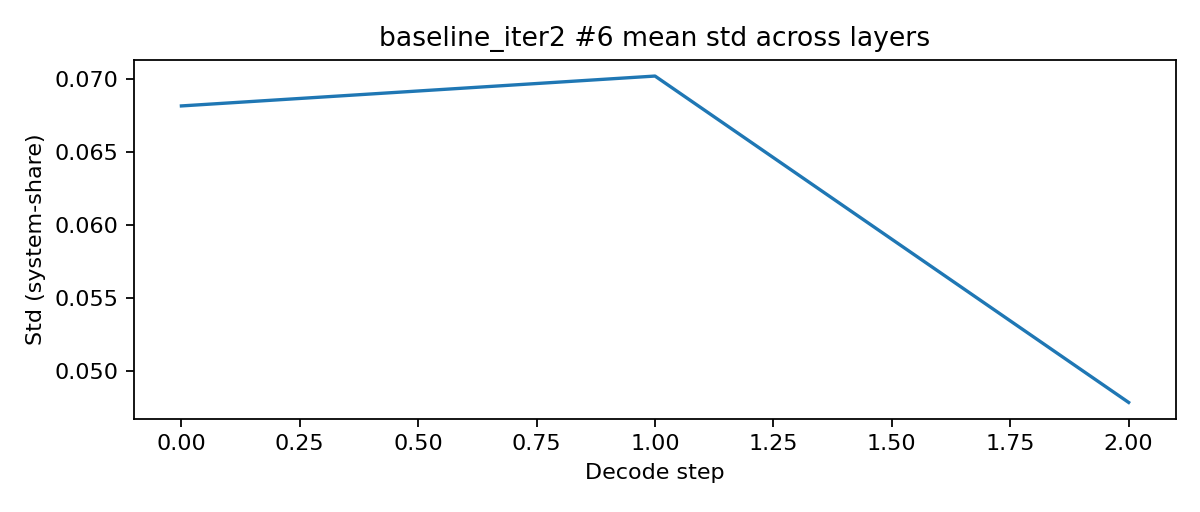 baseline_iter2 #6 mean std across layers
Std (system-share)
0.070
0.065
0.060
0.055
0.050
0.00 0.25 0.50 0.75 1.00 1.25 1.50 1.75 2.00
Decode step